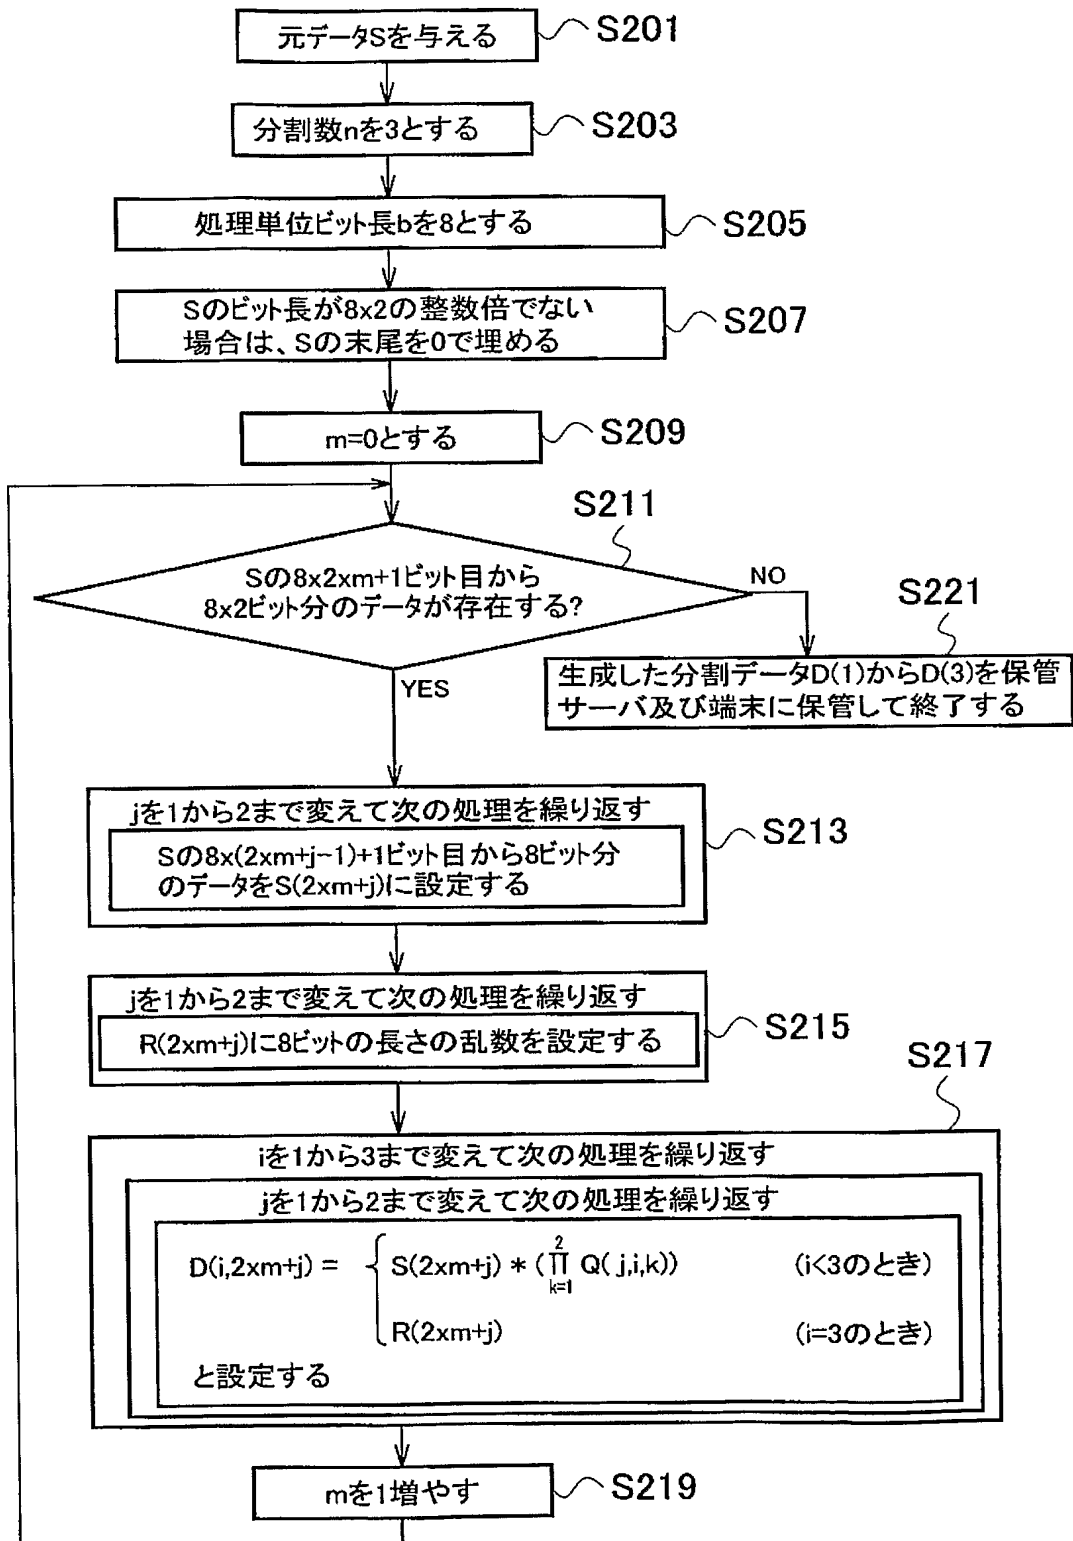 元データSを与える
S201
分割数nを3とする
S203
処理単位ビット長bを8とする
S205
Sのビット長が8x2の整数倍でない
場合は、Sの末尾を0で埋める
S207
m=0とする
S209
S211
Sの8x2xm+1ビット目から
8x2ビット分のデータが存在する?
NO
YES
S221
生成した分割データD(1)からD(3)を保管
サーバ及び端末に保管して終了する
jを1から2まで変えて次の処理を繰り返す
S213
Sの8x(2xm+j-1)+1ビット目から8ビット分
のデータをS(2xm+j)に設定する
jを1から2まで変えて次の処理を繰り返す
S215
R(2xm+j)に8ビットの長さの乱数を設定する
S217
iを1から3まで変えて次の処理を繰り返す
jを1から2まで変えて次の処理を繰り返す
D(i,2xm+j) = { S(2xm+j) * (∏[k=1→2] Q(j,i,k)) (i<3のとき)
R(2xm+j) (i=3のとき)
と設定する
mを1増やす
S219